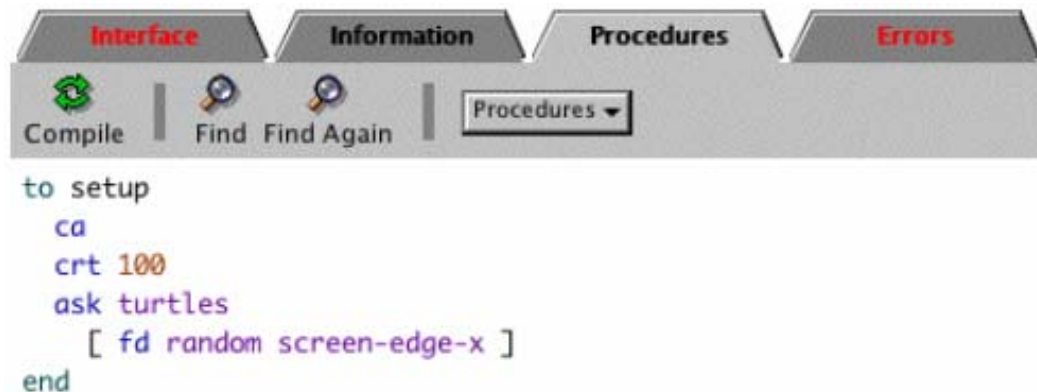 Interface Information Procedures Errors
Compile Find Find Again Procedures
to setup
ca
crt 100
ask turtles
[ fd random screen-edge-x ]
end